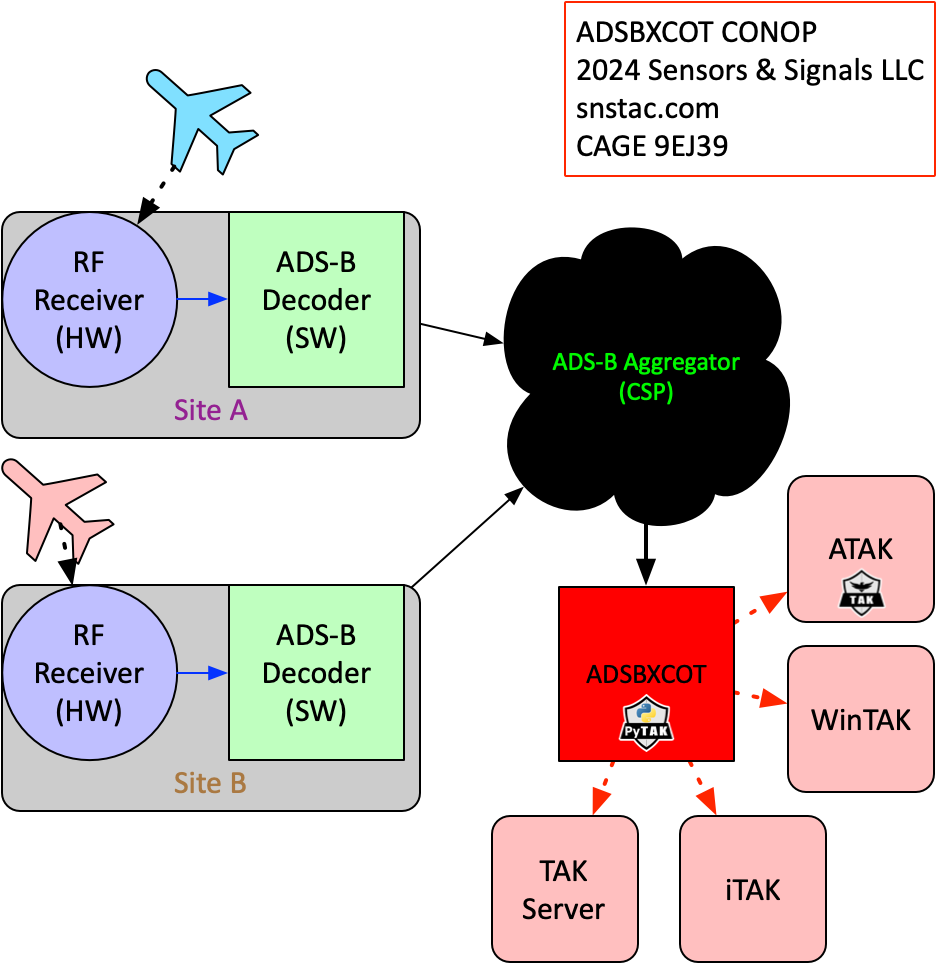 ADSBXCOT CONOP
2024 Sensors & Signals LLC
snstac.com
CAGE 9EJ39
RF
Receiver
(HW)
ADS-B
Decoder
(SW)
Site A
ADS-B Aggregator
(CSP)
RF
Receiver
(HW)
ADS-B
Decoder
(SW)
Site B
ADSBXCOT
PyTAK
ATAK
TAK
WinTAK
TAK
Server
iTAK